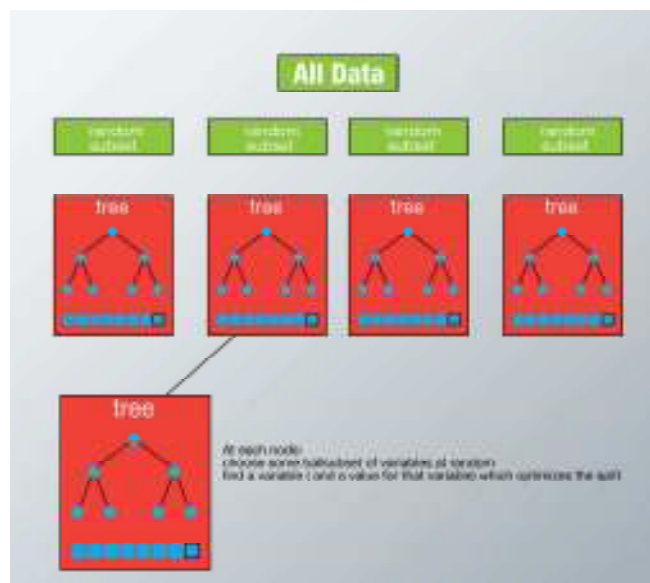 All Data
random
subset
random
subset
random
subset
random
subset
tree
tree
tree
tree
tree
At each node:
choose some subset of variables at random
find a variable ( and a value for that variable) which optimizes the split